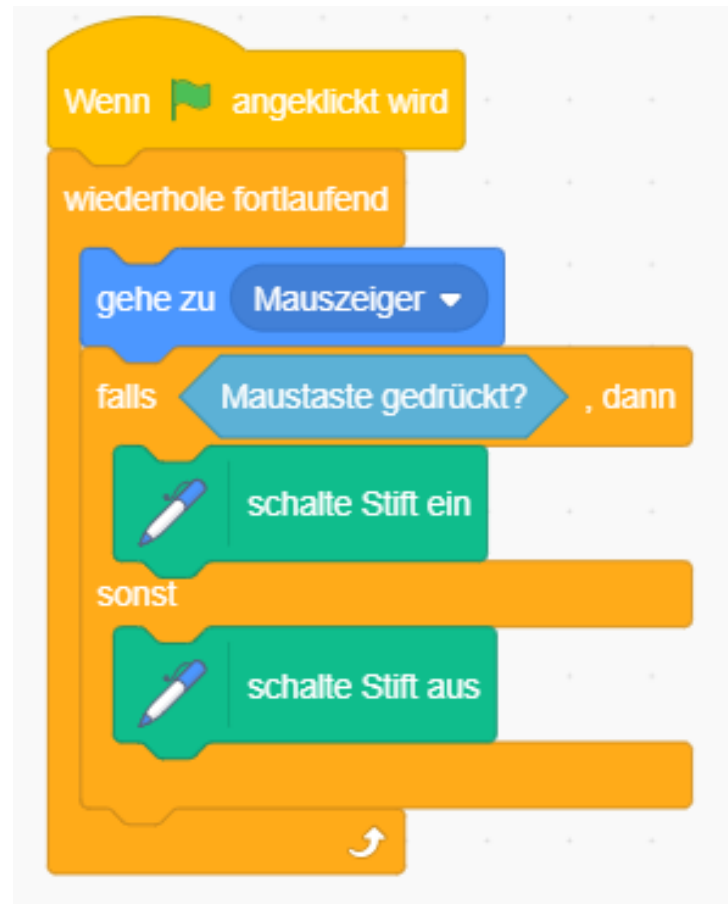 Wenn angeklickt wird
wiederhole fortlaufend
gehe zu Mauszeiger
falls Maustaste gedrückt? , dann
schalte Stift ein
sonst
schalte Stift aus